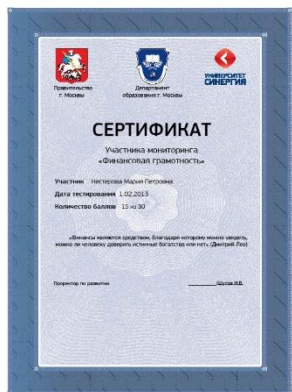 Правительство
г. Москвы
Департамент
образования г. Москвы
УНИВЕРСИТЕТ
СИНЕРГИЯ
СЕРТИФИКАТ
Участника мониторинга
«Финансовая грамотность»
Участник Нестерова Мария Петровна
Дата тестирования 1.02.2013
Количество баллов 15 из 30
«Финансы являются средством, благодаря которому можно увидеть,
можно ли человеку доверить истинные богатства или нет» (Дмитрий Лео)
Проректор по развитию